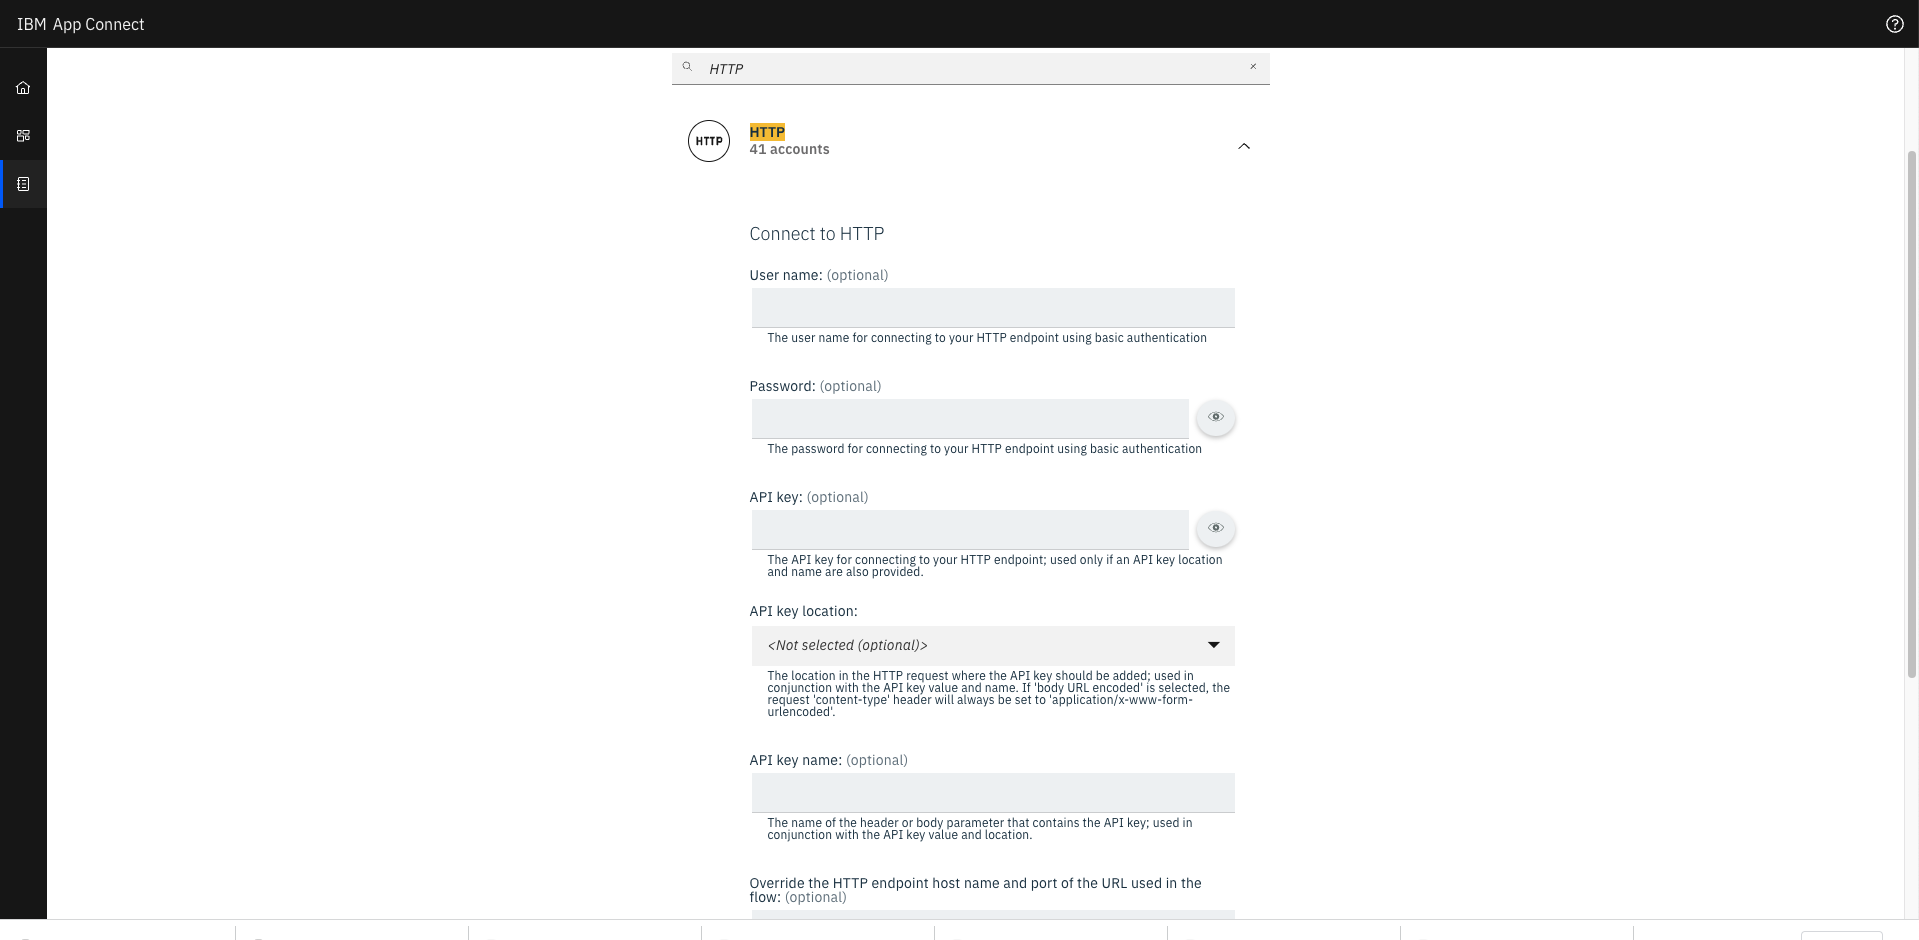 IBM App Connect
HTTP
HTTP
HTTP
41 accounts
Connect to HTTP
User name: (optional)
The user name for connecting to your HTTP endpoint using basic authentication
Password: (optional)
The password for connecting to your HTTP endpoint using basic authentication
API key: (optional)
The API key for connecting to your HTTP endpoint; used only if an API key location
and name are also provided.
API key location:
<Not selected (optional)>
The location in the HTTP request where the API key should be added; used in
conjunction with the API key value and name. If 'body URL encoded' is selected, the
request 'content-type' header will always be set to 'application/x-www-form-
urlencoded'.
API key name: (optional)
The name of the header or body parameter that contains the API key; used in
conjunction with the API key value and location.
Override the HTTP endpoint host name and port of the URL used in the
flow: (optional)